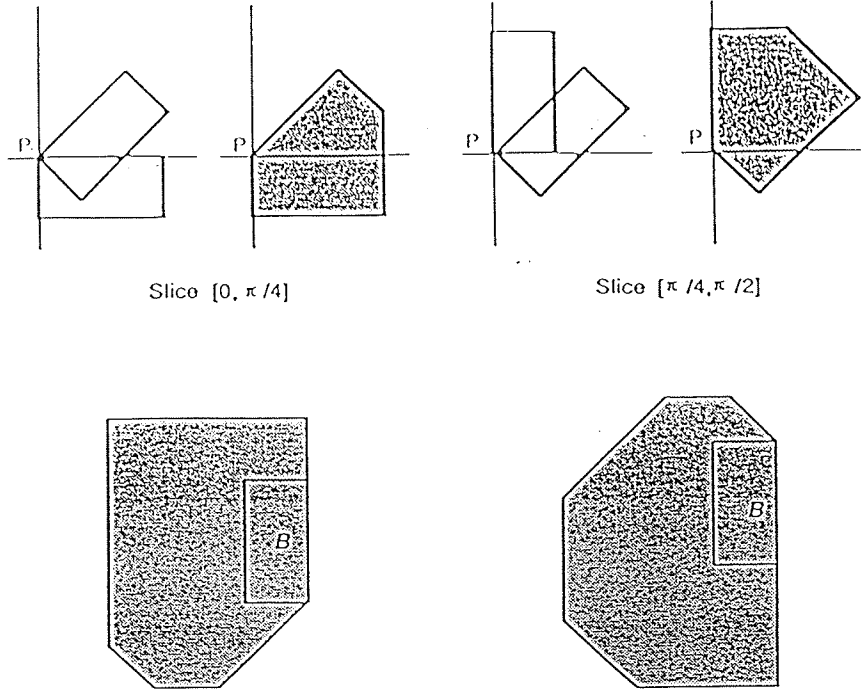 P
P
P
P
Slice [0, π /4]
Slice [π /4, π /2]
B
B